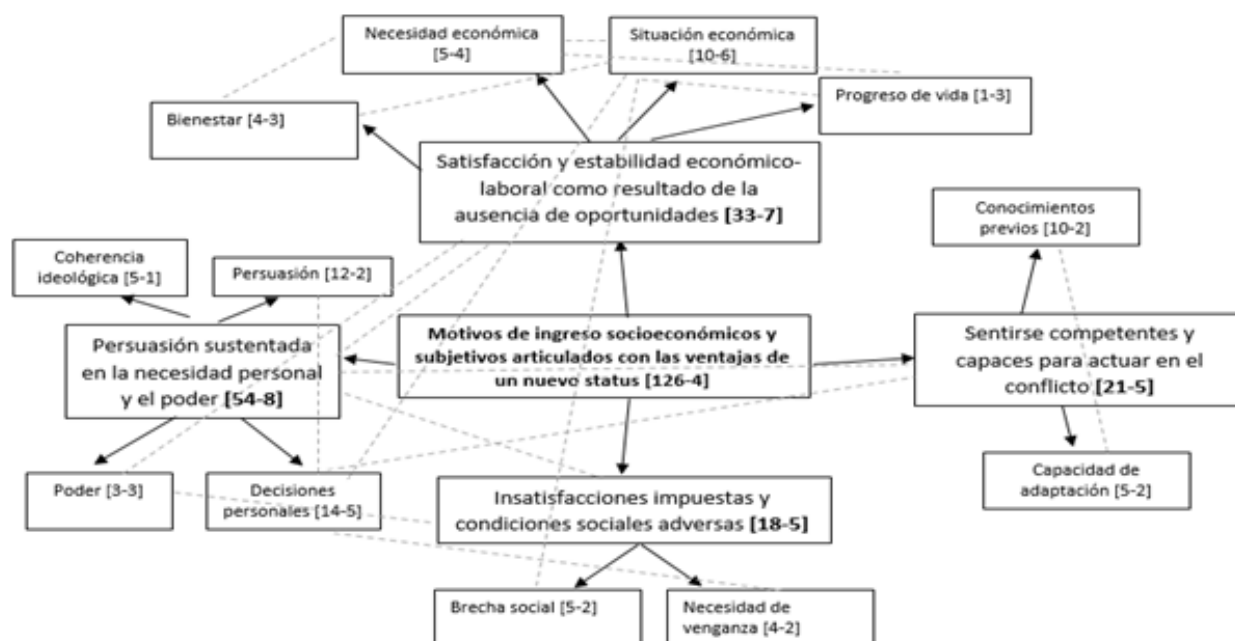 Necesidad económica
[5-4]
Situación económica
[10-6]
Progreso de vida [1-3]
Bienestar [4-3]
Satisfacción y estabilidad económico-
laboral como resultado de la
ausencia de oportunidades [33-7]
Conocimientos
previos [10-2]
Coherencia
ideológica [5-1]
Persuasión [12-2]
Persuasión sustentada
en la necesidad personal
y el poder [54-8]
Motivos de ingreso socioeconómicos y
subjetivos articulados con las ventajas de
un nuevo status [126-4]
Sentirse competentes y
capaces para actuar en el
conflicto [21-5]
Poder [3-3]
Decisiones
personales [14-5]
Insatisfacciones impuestas y
condiciones sociales adversas [18-5]
Capacidad de
adaptación [5-2]
Brecha social [5-2]
Necesidad de
venganza [4-2]